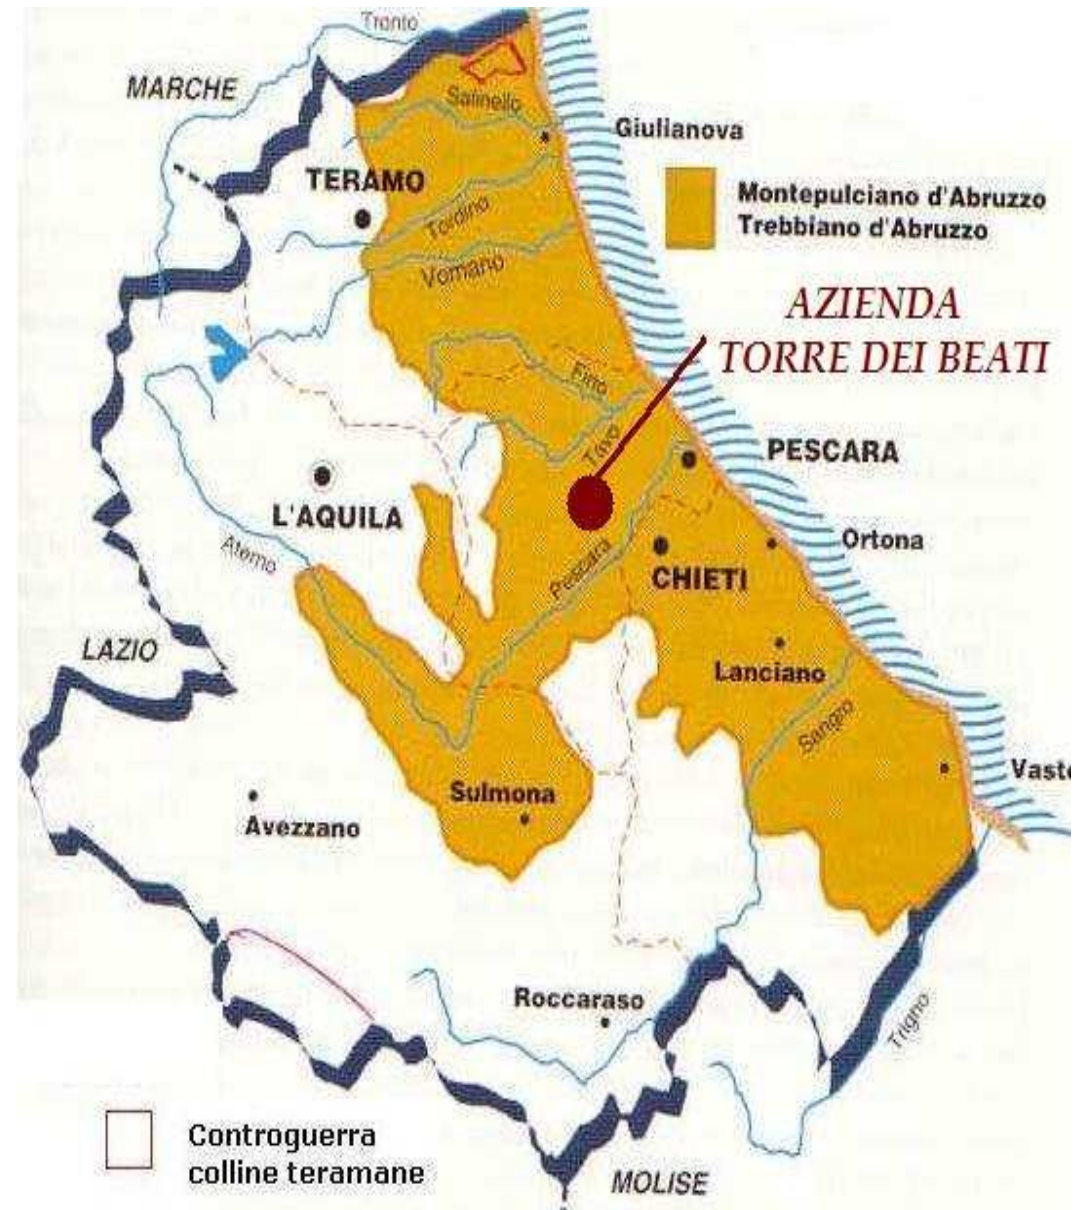 Tronto
MARCHE
Salinello
Giulianova
TERAMO
Montepulciano d'Abruzzo
Trebbiano d'Abruzzo
Tordino
Vomano
AZIENDA
TORRE DEI BEATI
Fino
Tavo
PESCARA
L'AQUILA
Aterno
Ortona
Pescara
CHIETI
LAZIO
Lanciano
Sangro
Vasto
Sulmona
Avezzano
Roccaraso
Trigno
Controguerra
colline teramane
MOLISE